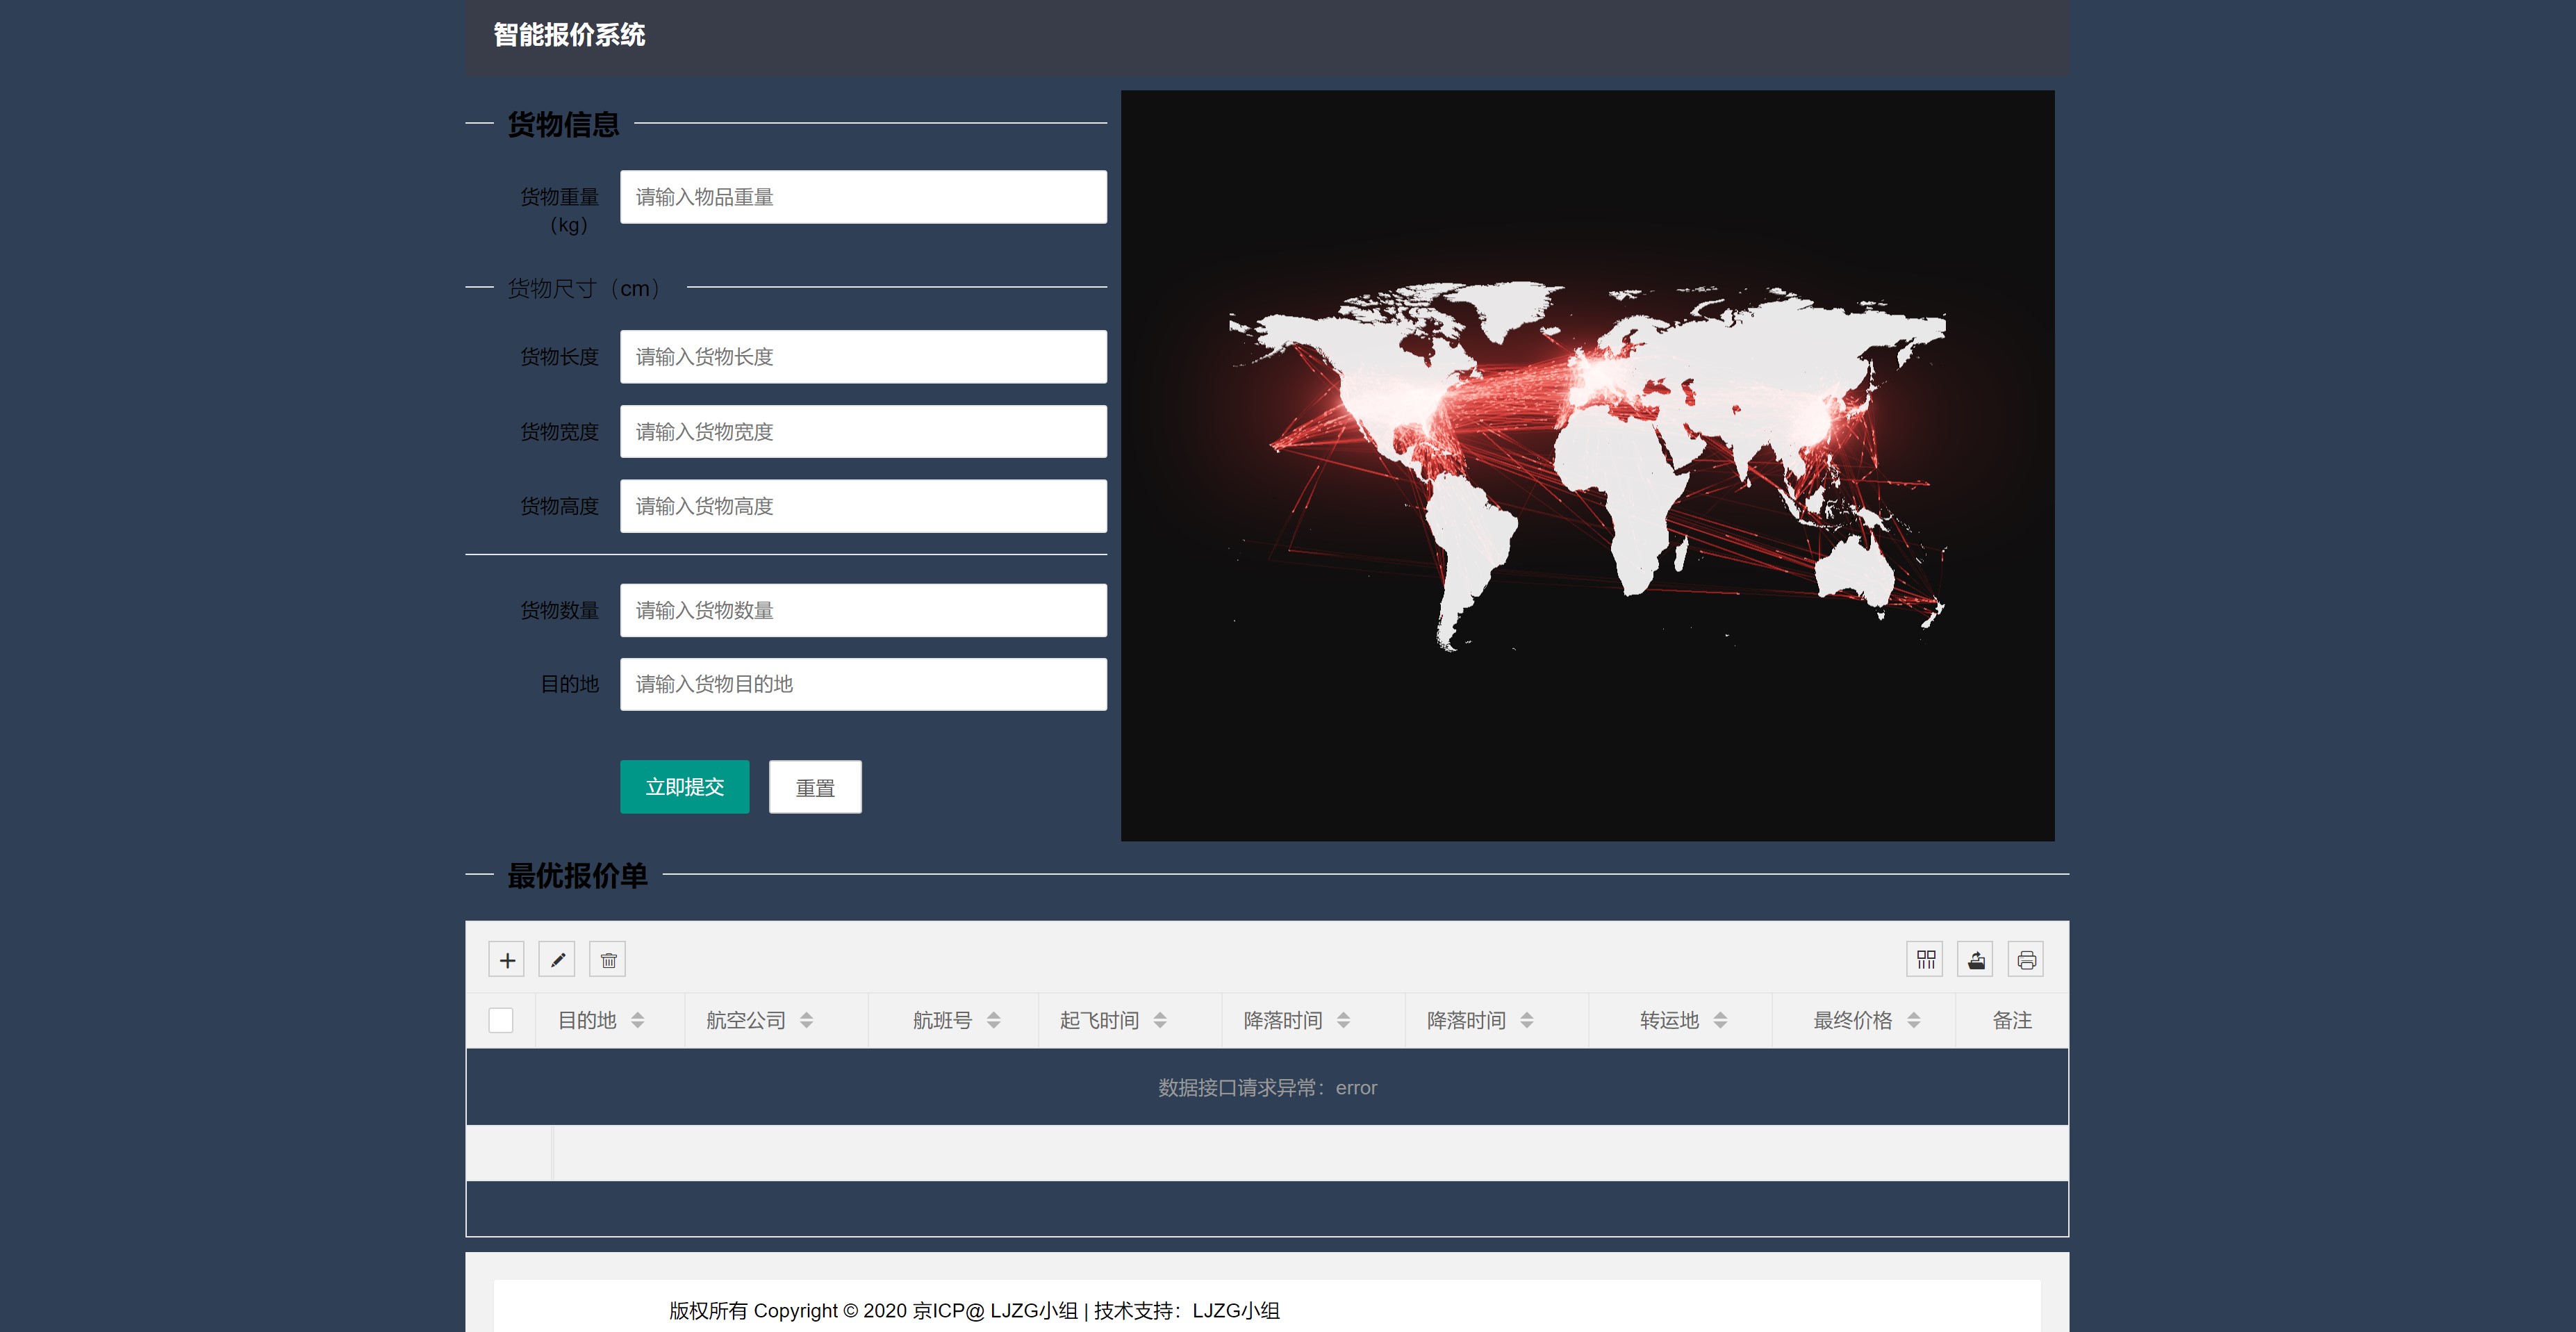 智能报价系统
货物信息
货物重量
（kg）
请输入物品重量
货物尺寸（cm）
货物长度
请输入货物长度
货物宽度
请输入货物宽度
货物高度
请输入货物高度
货物数量
请输入货物数量
目的地
请输入货物目的地
立即提交
重置
最优报价单
目的地 航空公司 航班号 起飞时间 降落时间 降落时间 转运地 最终价格 备注
数据接口请求异常：error
版权所有 Copyright © 2020 京ICP@ LJZG小组 | 技术支持：LJZG小组